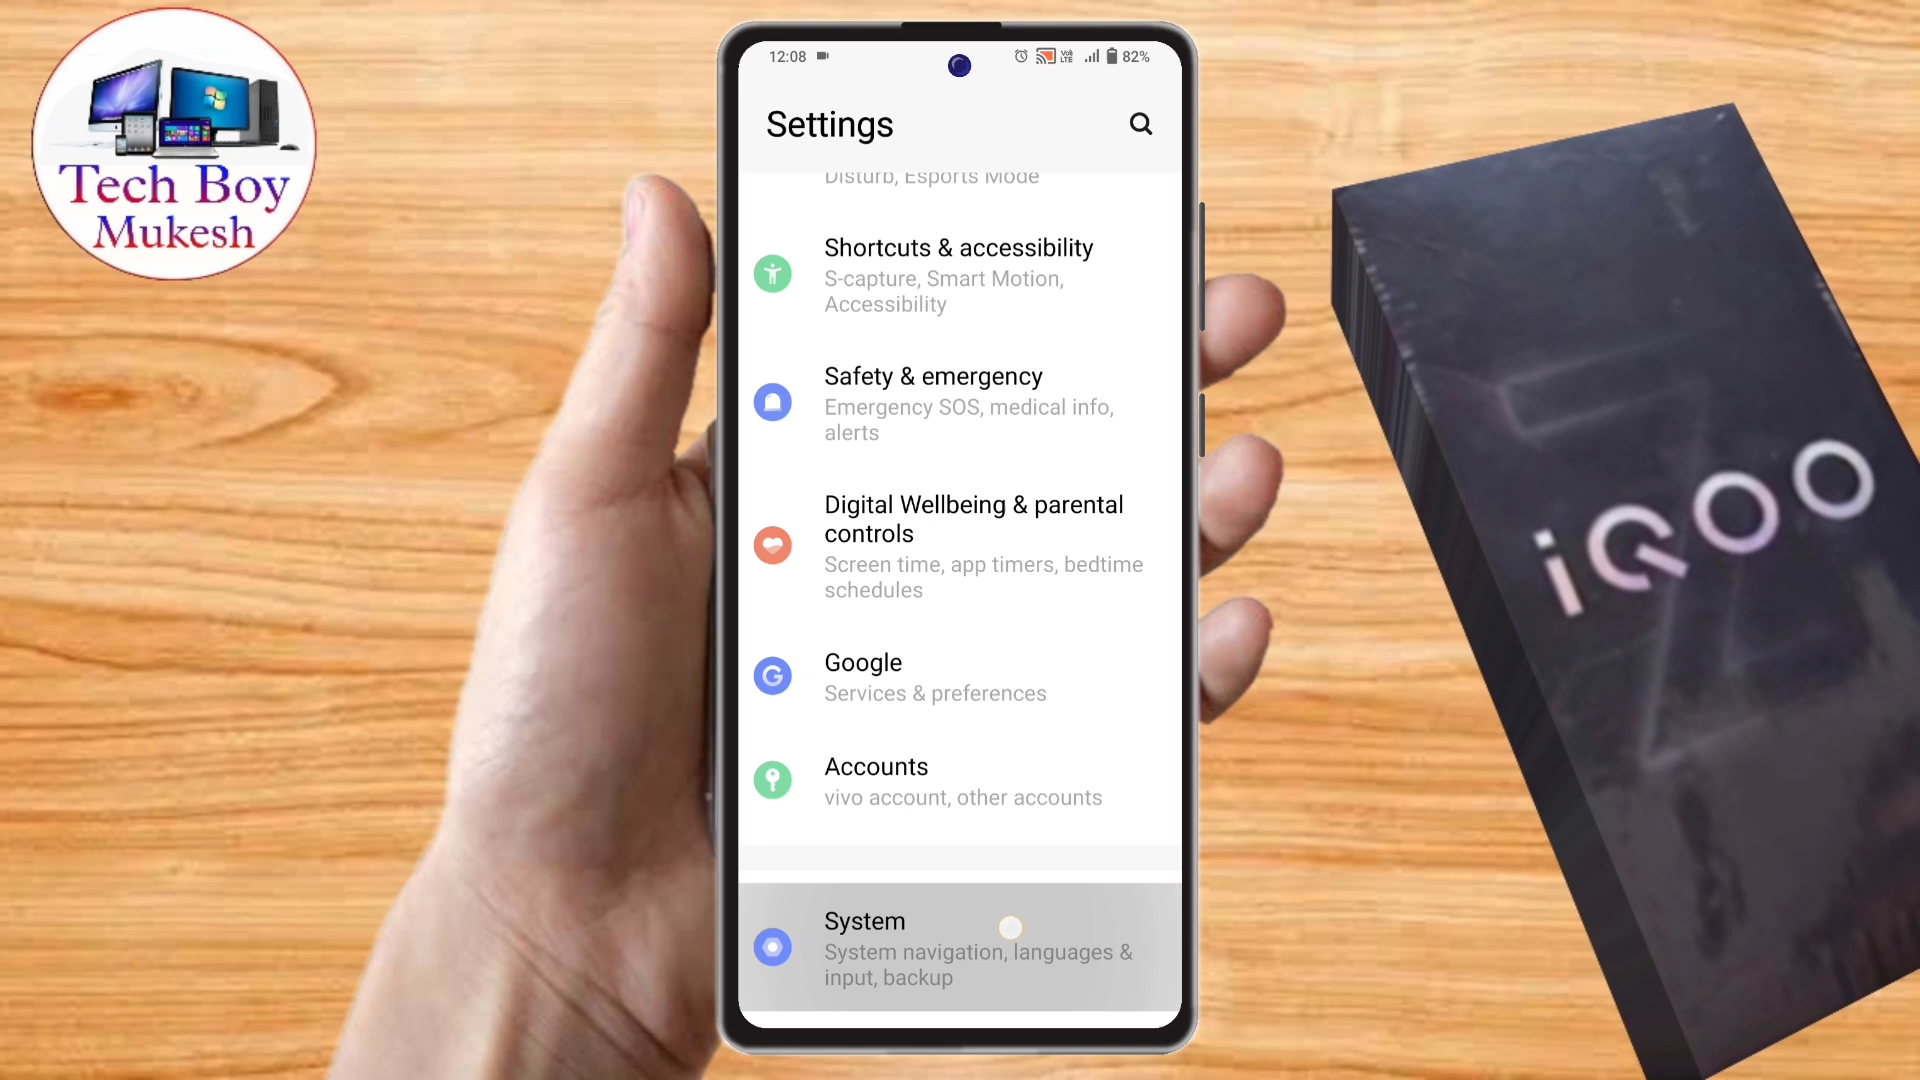 Tech Boy
Mukesh
12:08
82%
Settings
Disturb, Esports Mode
Shortcuts & accessibility
S-capture, Smart Motion,
Accessibility
Safety & emergency
Emergency SOS, medical info,
alerts
Digital Wellbeing & parental
controls
Screen time, app timers, bedtime
schedules
Google
Services & preferences
Accounts
vivo account, other accounts
System
System navigation, languages &
input, backup
iQOO